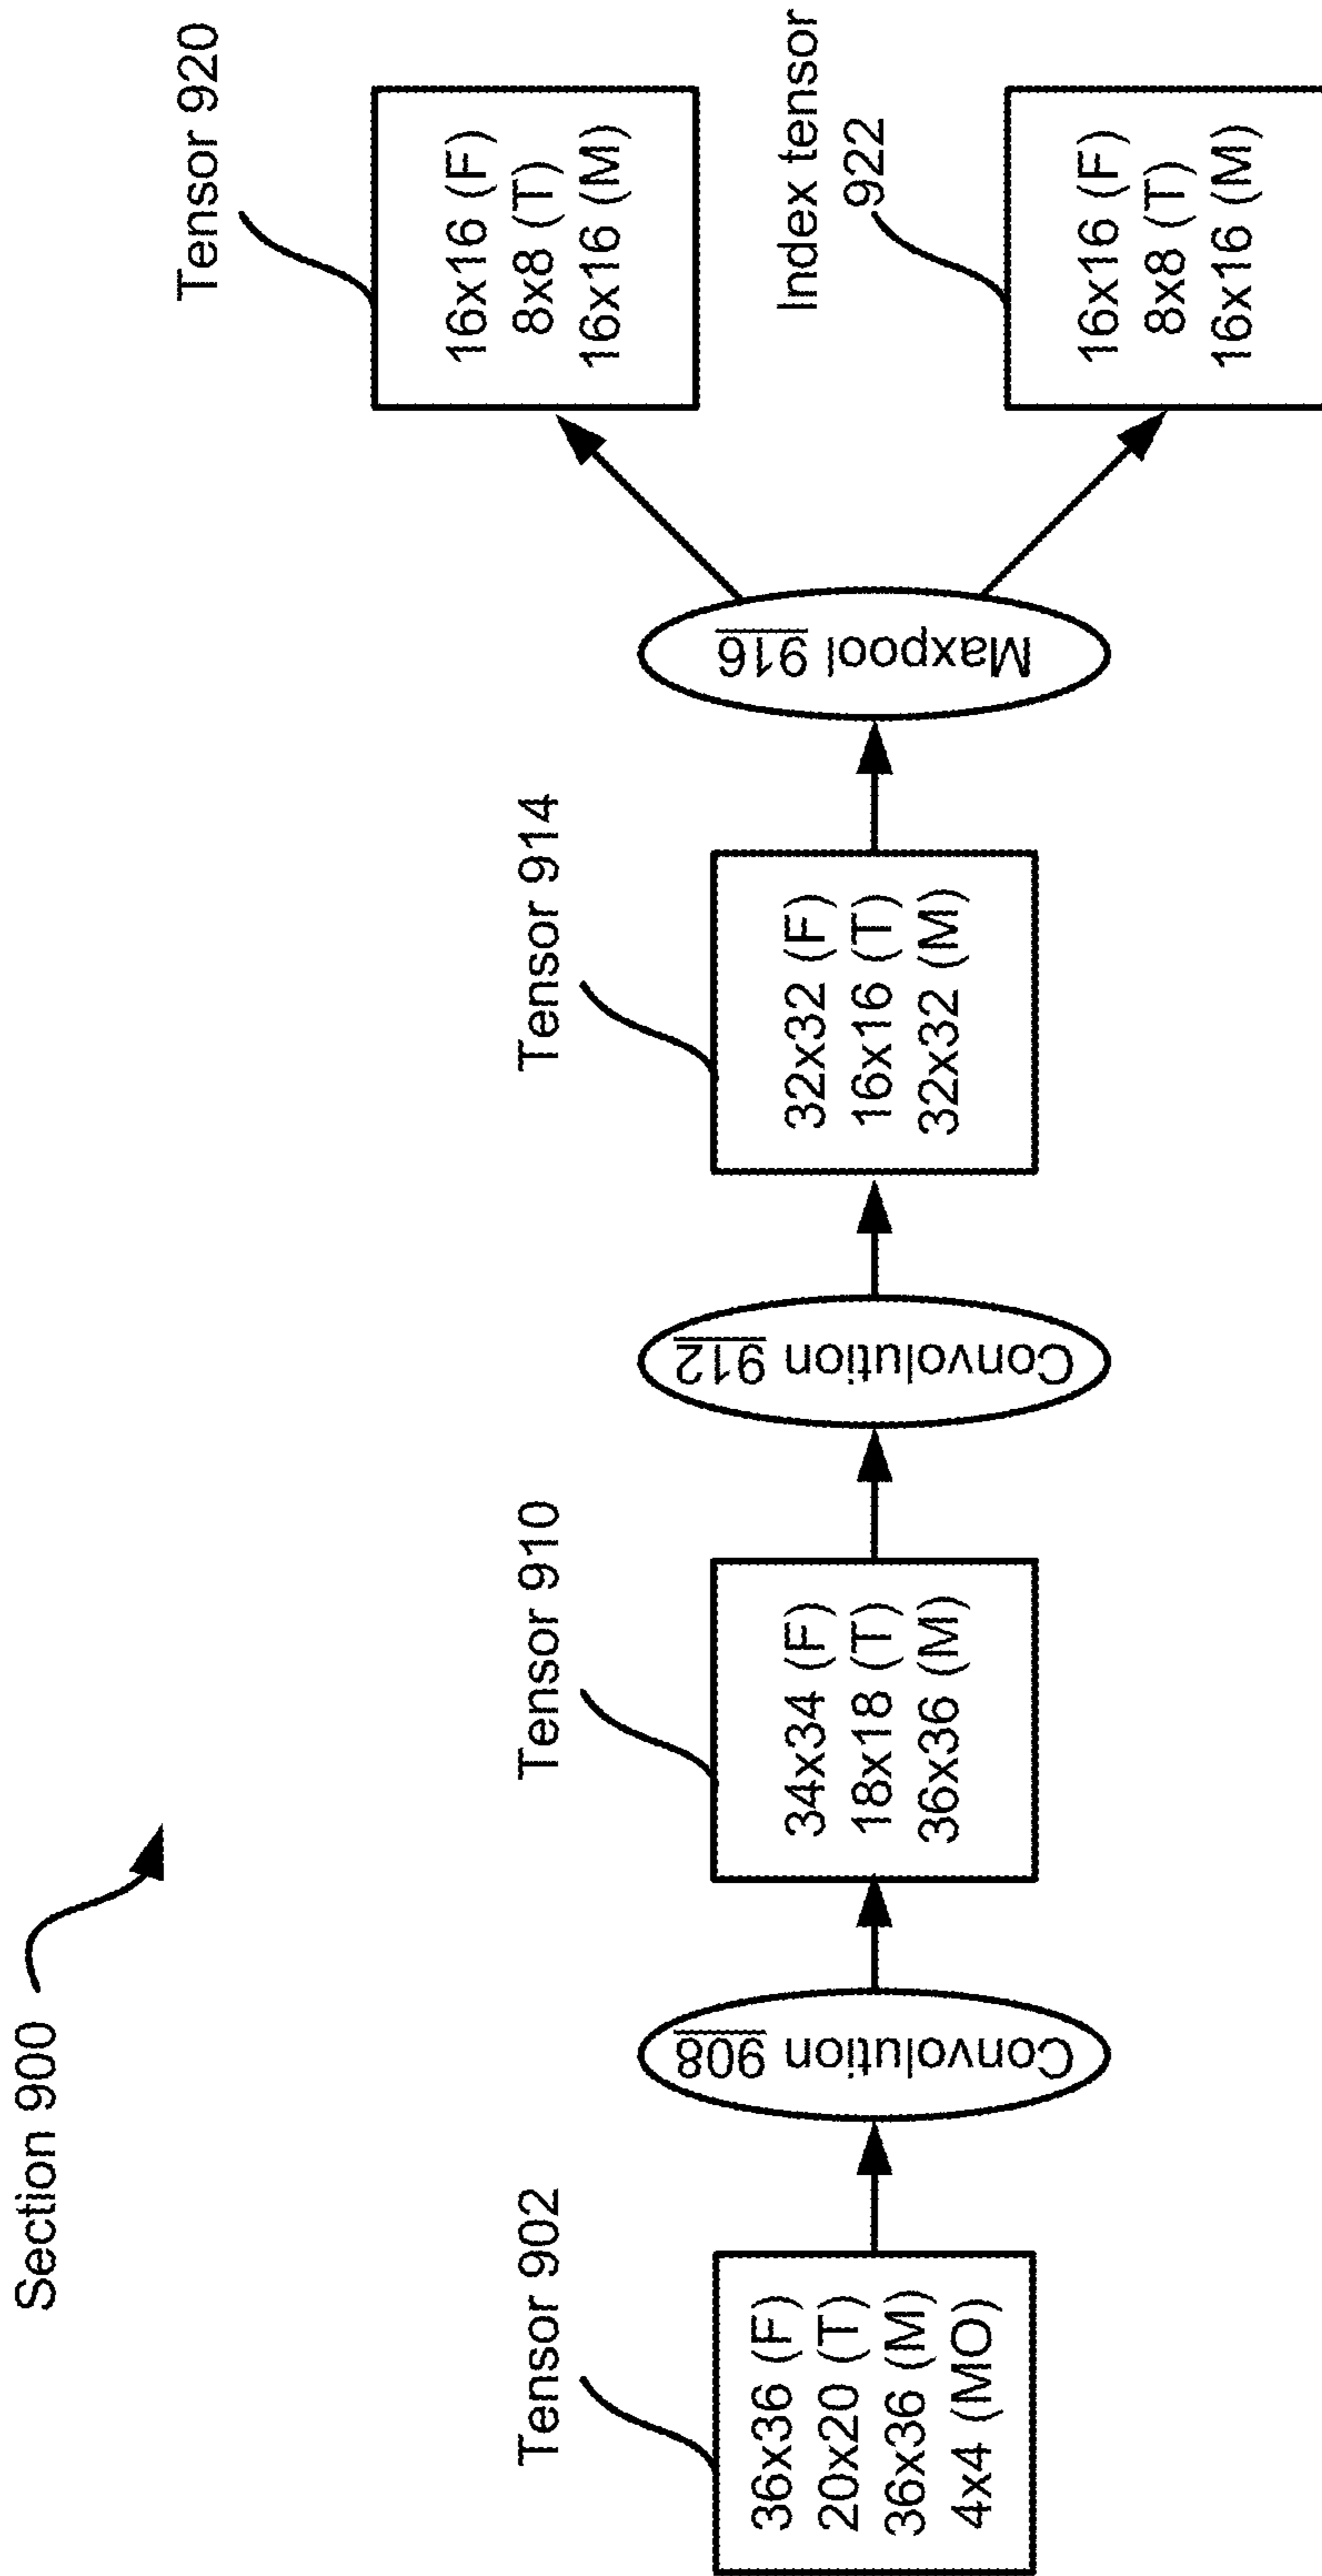 Section 900
Tensor 902
36x36 (F)
20x20 (T)
36x36 (M)
4x4 (MO)
Convolution 908
Tensor 910
34x34 (F)
18x18 (T)
36x36 (M)
Convolution 912
Tensor 914
32x32 (F)
16x16 (T)
32x32 (M)
Maxpool 916
Tensor 920
16x16 (F)
8x8 (T)
16x16 (M)
Index tensor
922
16x16 (F)
8x8 (T)
16x16 (M)